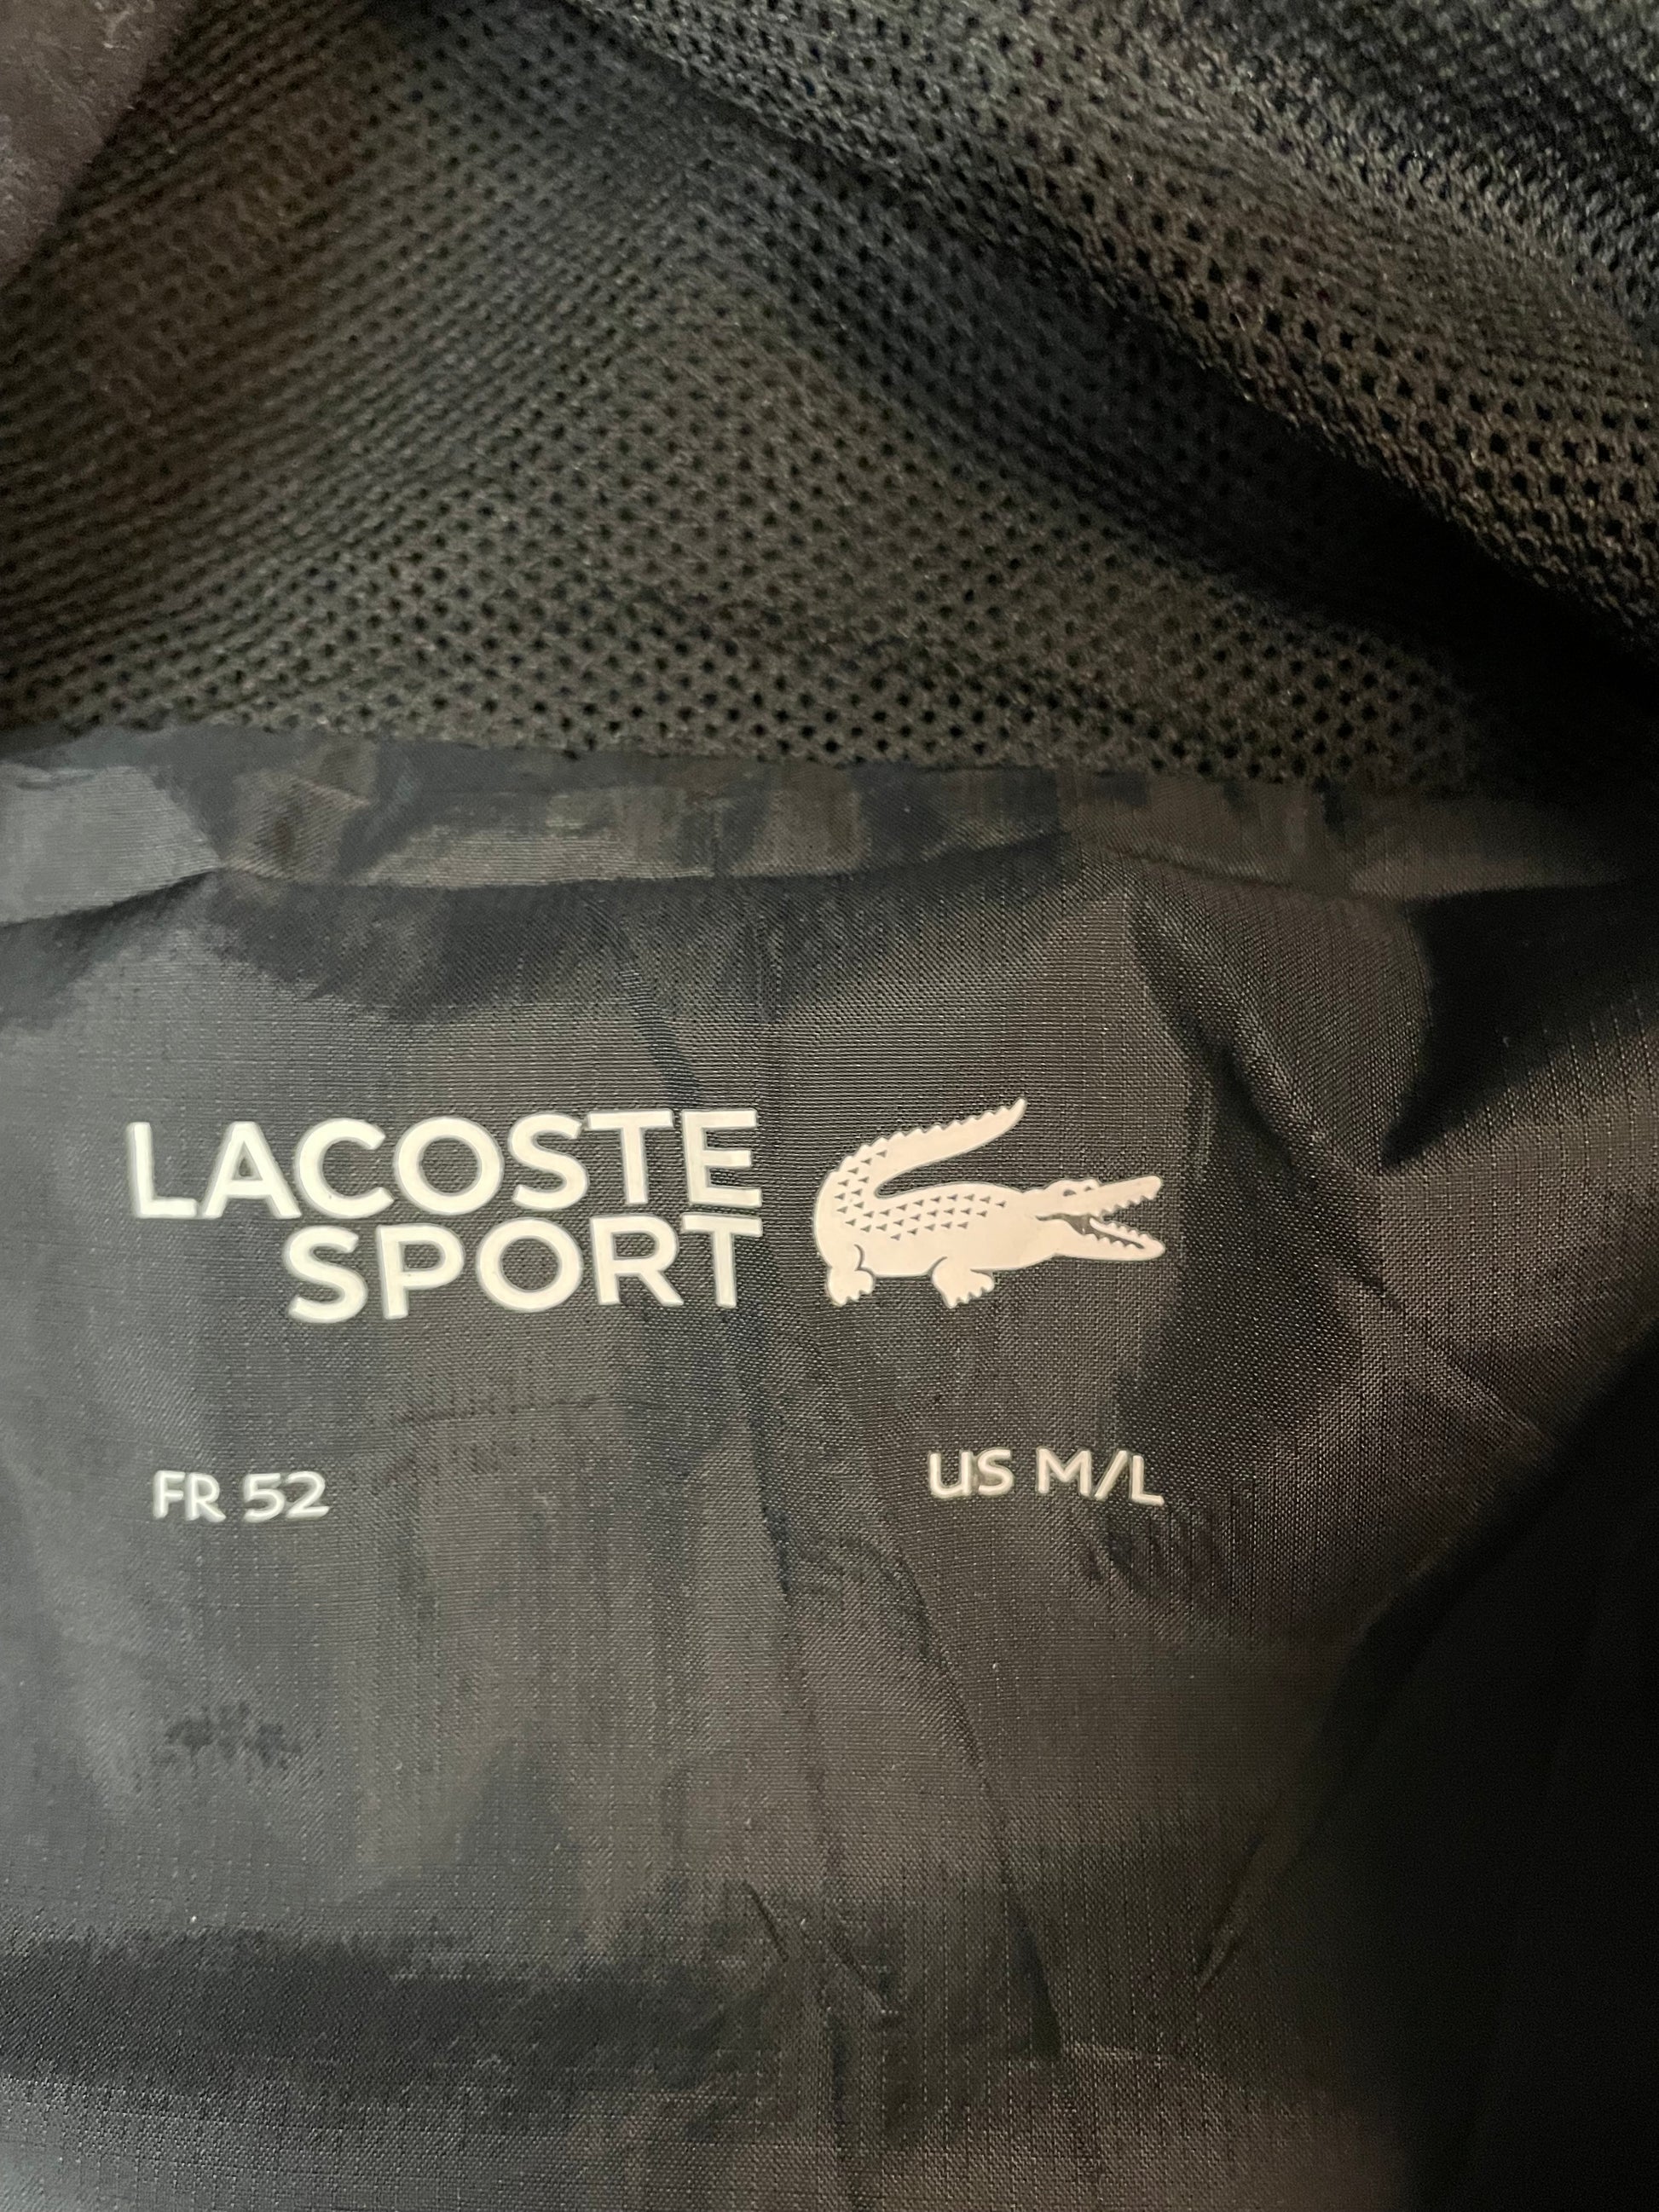 LACOSTE
SPORT
FR 52
US M/L